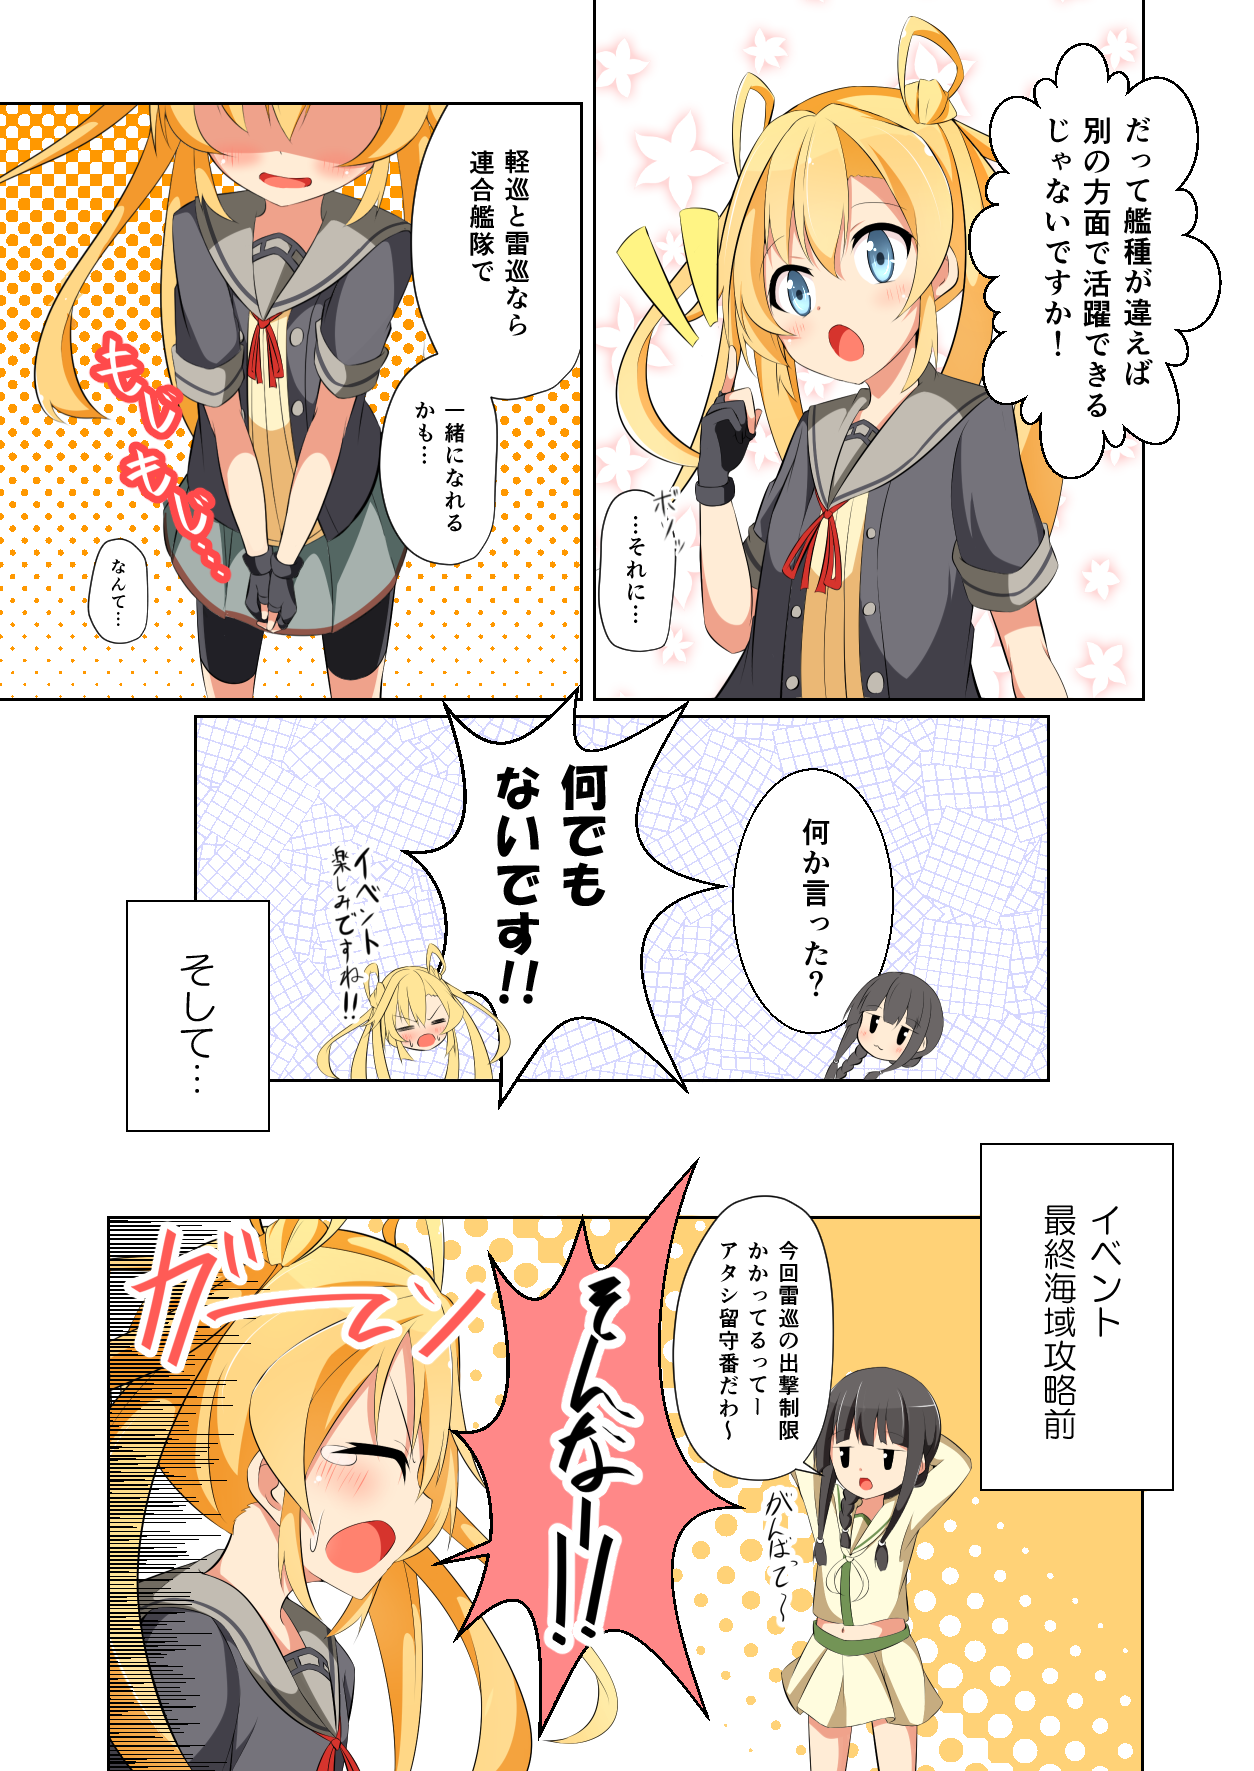 だって艦種が違えば
別の方面で活躍できる
じゃないですか！
ボソッ
…それに…
軽巡と雷巡なら
連合艦隊で
一緒になれる
かも…
もじ
もじ…
なんて…
何か言った？
何でも
ないです!!
イベント
楽しみですね!!
そして…
イベント
最終海域攻略前
今回雷巡の出撃制限
かかってるってー
アタシ留守番だわ～
がんばって～
そんなー!!
ガーン